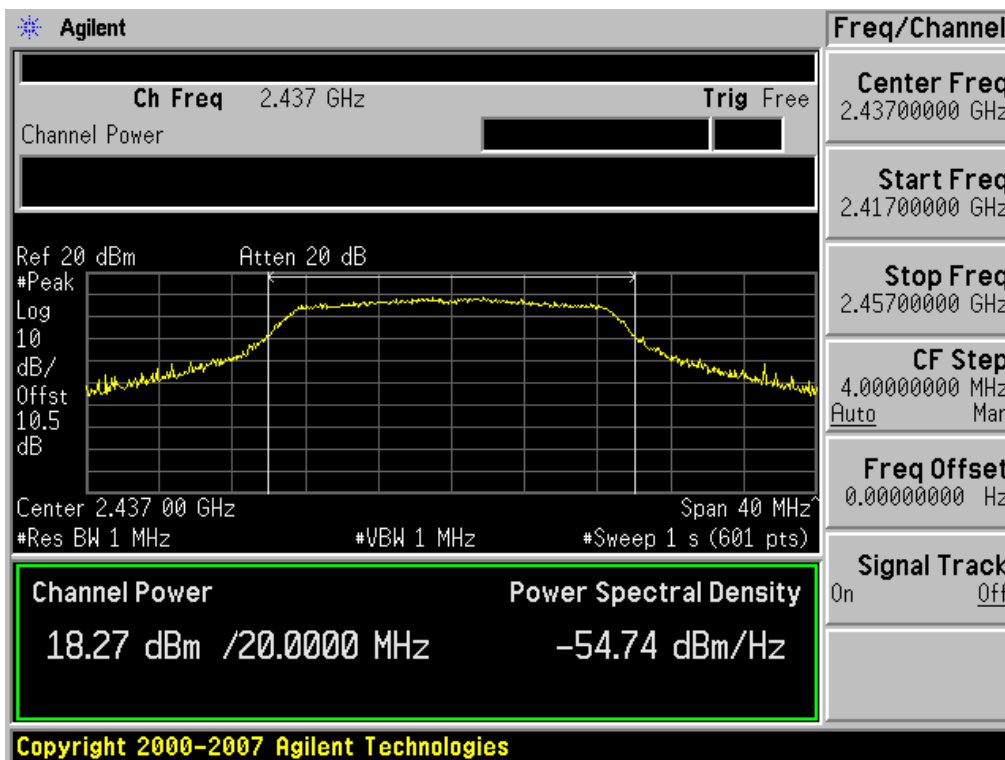 Agilent
Ch Freq 2.437 GHz Trig Free
Channel Power
Ref 20 dBm Atten 20 dB
#Peak
Log
10
dB/
Offst
10.5
dB
Center 2.437 00 GHz Span 40 MHz^
#Res BW 1 MHz #VBW 1 MHz #Sweep 1 s (601 pts)
Channel Power Power Spectral Density
18.27 dBm /20.0000 MHz -54.74 dBm/Hz
Copyright 2000-2007 Agilent Technologies
Freq/Channel
Center Freq
2.43700000 GHz
Start Freq
2.41700000 GHz
Stop Freq
2.45700000 GHz
CF Step
4.00000000 MHz
Auto Man
Freq Offset
0.00000000 Hz
Signal Track
On Off